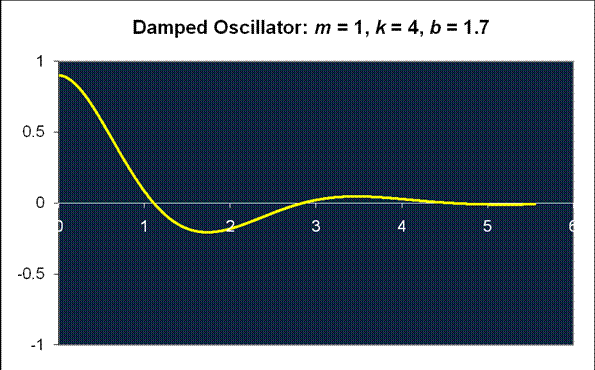 Damped Oscillator: m = 1, k = 4, b = 1.7
1
0.5
0
0 1 2 3 4 5 6
-0.5
-1